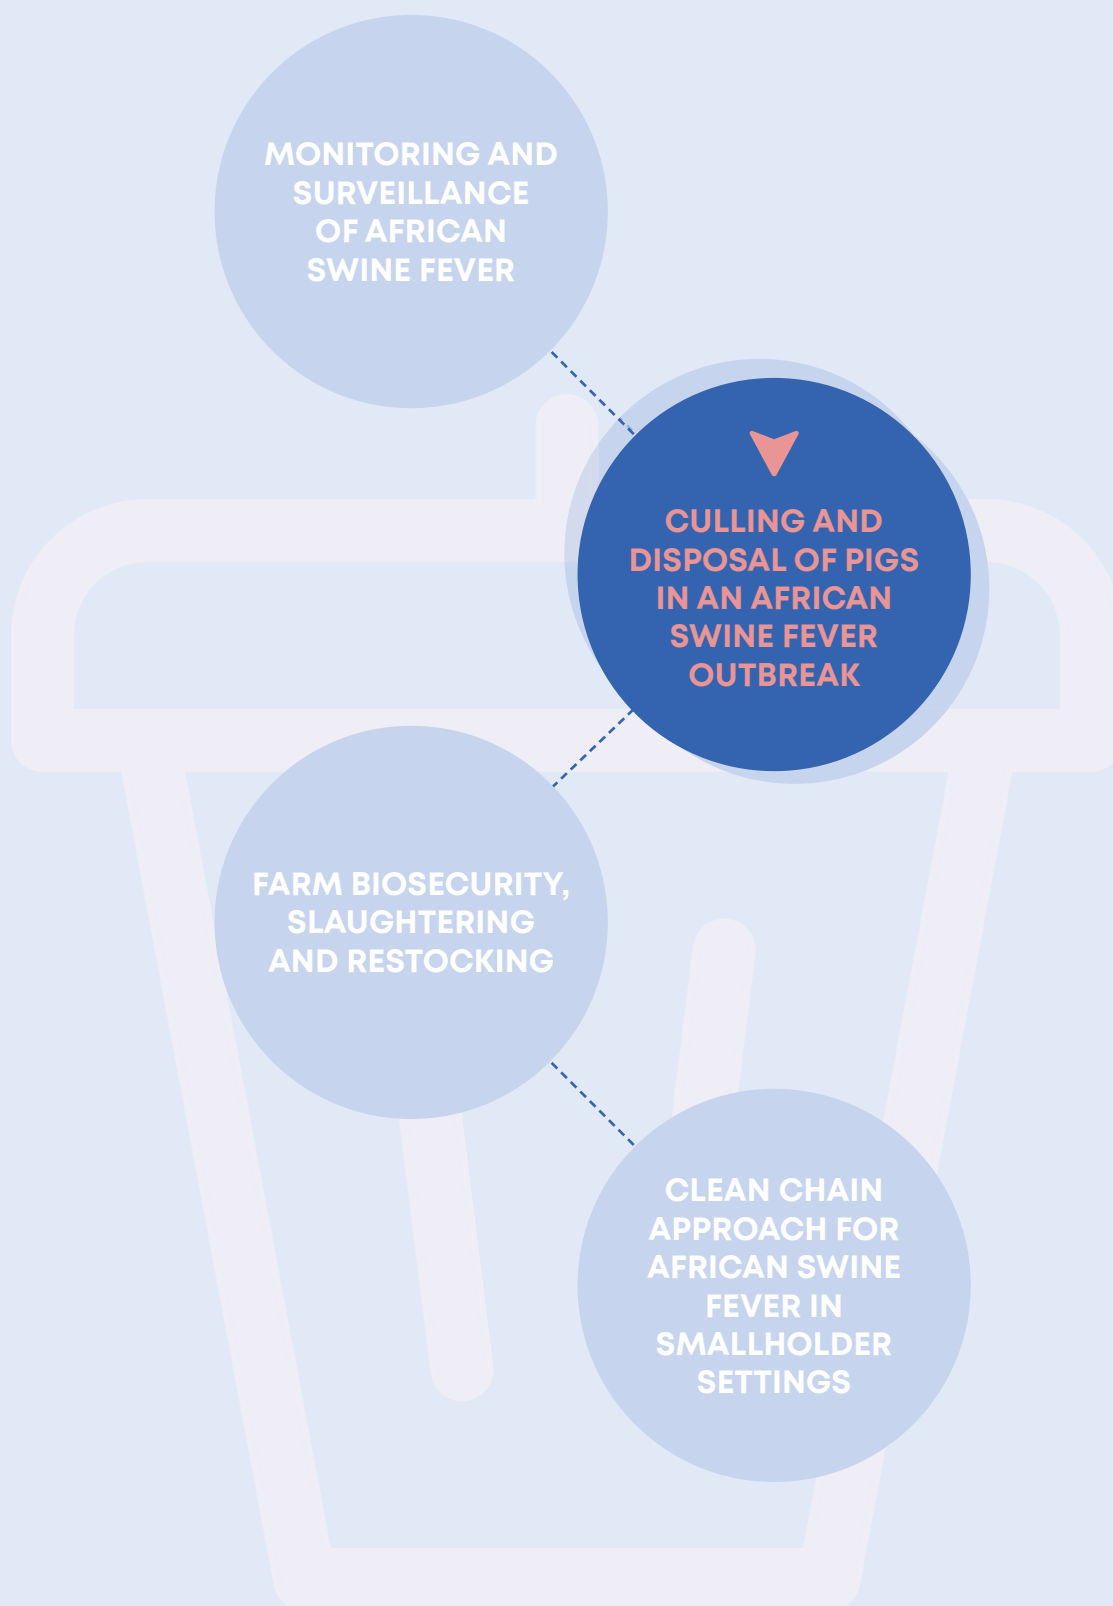 MONITORING AND
SURVEILLANCE
OF AFRICAN
SWINE FEVER
CULLING AND
DISPOSAL OF PIGS
IN AN AFRICAN
SWINE FEVER
OUTBREAK
FARM BIOSECURITY,
SLAUGHTERING
AND RESTOCKING
CLEAN CHAIN
APPROACH FOR
AFRICAN SWINE
FEVER IN
SMALLHOLDER
SETTINGS